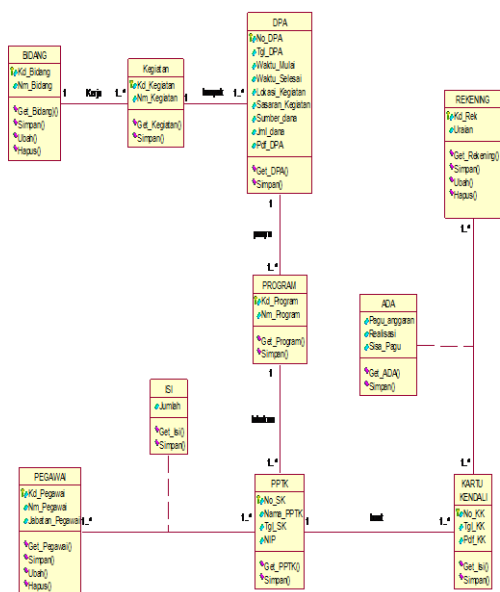 DPA
No_DPA
Tgl_DPA
Waktu_Mulai
Waktu_Selesai
Lokasi_Kegiatan
Sasaran_Kegiatan
Sumber_dana
Jml_dana
Pdf_DPA
Get_DPA()
Simpan()
BIDANG
Kd_Bidang
Nm_Bidang
Get_Bidang()
Simpan()
Ubah()
Hapus()
1
Kerja
1..*
Kegiatan
Kd_Kegiatan
Nm_Kegiatan
Get_Kegiatan()
Simpan()
1
1..*
REKENING
Kd_Rek
Uraian
Get_Rekening()
Simpan()
Ubah()
Hapus()
1..*
1
1..*
PROGRAM
Kd_Program
Nm_Program
Get_Program()
Simpan()
1
1..*
ADA
Pagu_anggaran
Realisasi
Sisa_Pagu
Get_ADA()
Simpan()
1..*
ISI
Jumlah
Get_Isi()
Simpan()
PEGAWAI
Kd_Pegawai
Nm_Pegawai
Jabatan_Pegawai
Get_Pegawai()
Simpan()
Ubah()
Hapus()
1..*
1..*
PPTK
No_SK
Nama_PPTK
Tgl_SK
NIP
Get_PPTK()
Simpan()
1
1..*
KARTU
KENDALI
No_KK
Tgl_KK
Pdf_KK
Get_Isi()
Simpan()